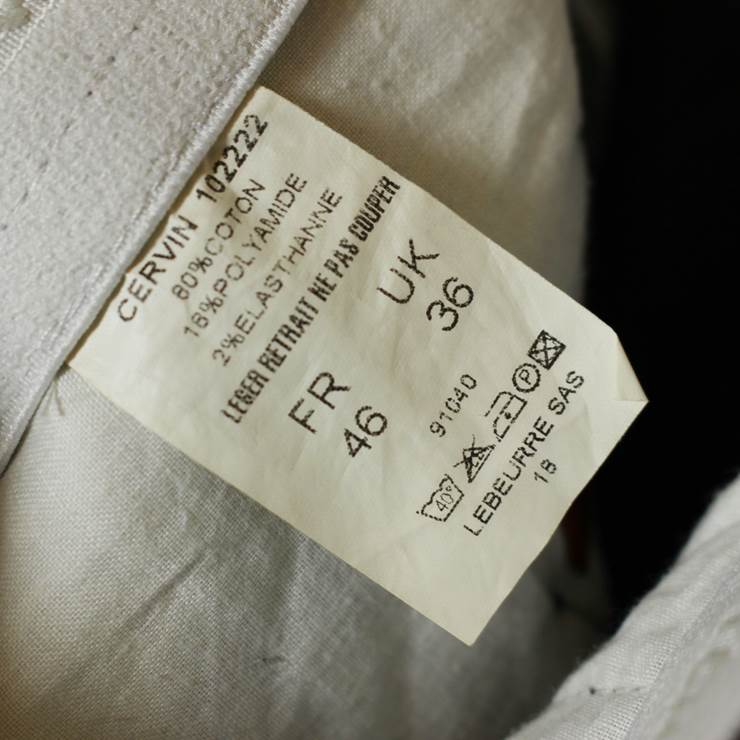 CERVIN 102222
80%COTON
18%POLYAMIDE
2%ELASTHANNE
LEGER RETRAIT NE PAS COUPER
FR UK
46 36
91040
40° P
LEBEURRE SAS
18